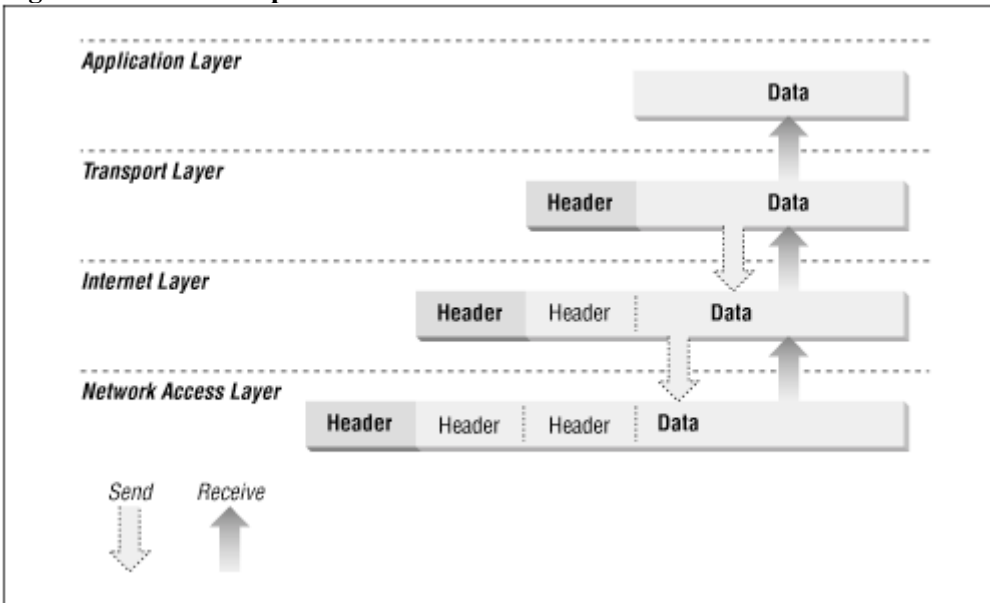 Application Layer
Data
Transport Layer
Header Data
Internet Layer
Header Header Data
Network Access Layer
Header Header Header Data
Send Receive